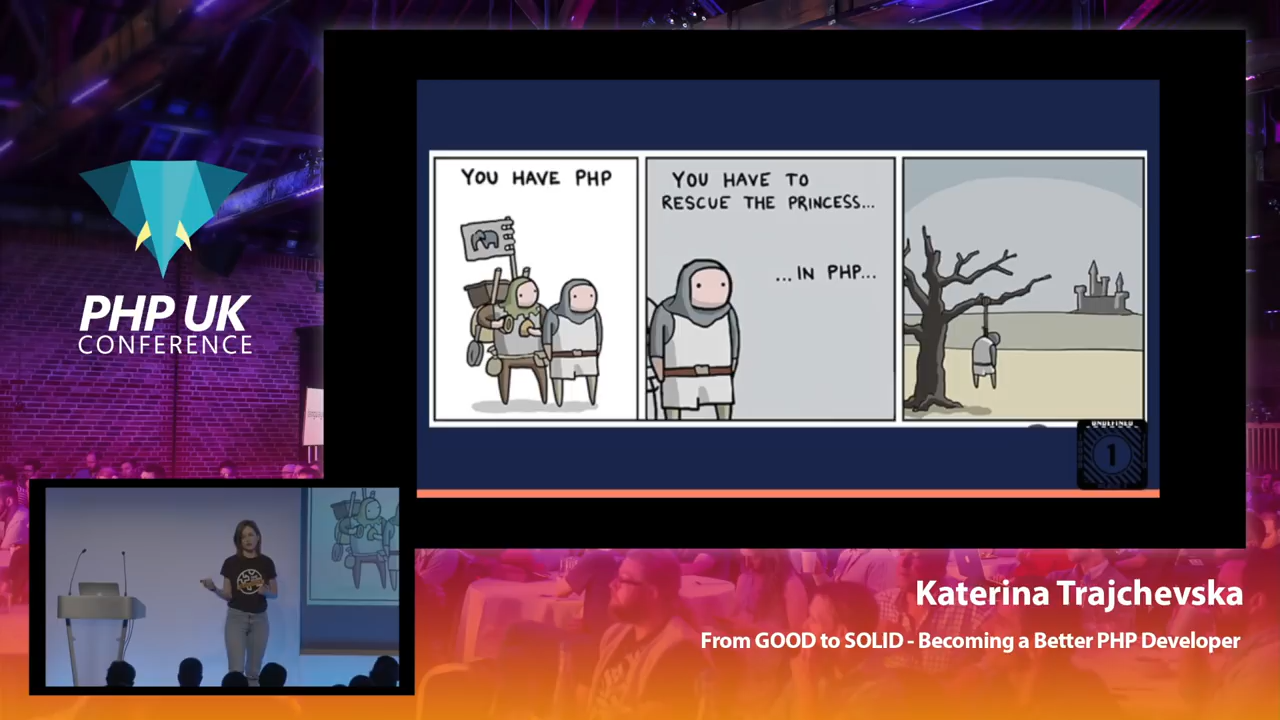 PHP UK
CONFERENCE
YOU HAVE PHP
YOU HAVE TO
RESCUE THE PRINCESS...
...IN PHP...
UNDEFINED
1
Katerina Trajchevska
From GOOD to SOLID - Becoming a Better PHP Developer